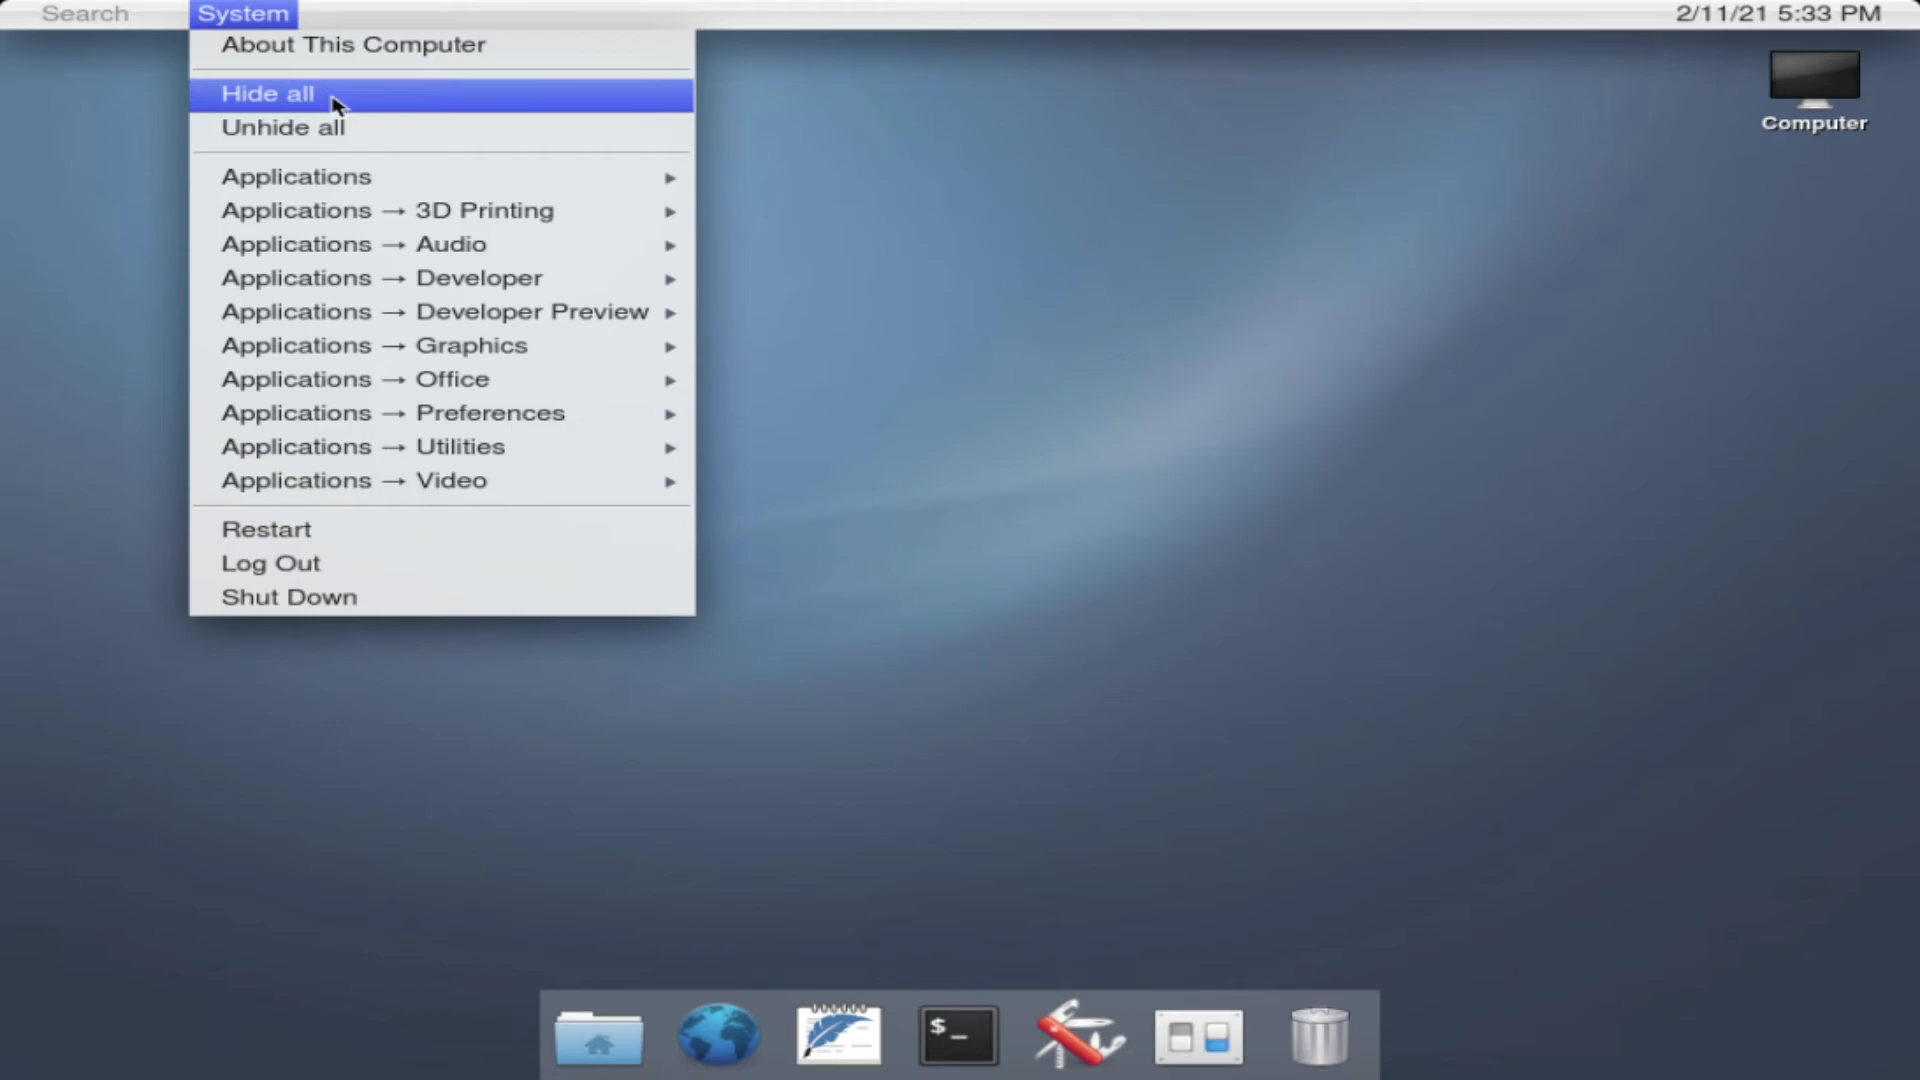 Search System 2/11/21 5:33 PM
About This Computer
Hide all
Unhide all
Applications
Applications → 3D Printing
Applications → Audio
Applications → Developer
Applications → Developer Preview
Applications → Graphics
Applications → Office
Applications → Preferences
Applications → Utilities
Applications → Video
Restart
Log Out
Shut Down
Computer
$ _